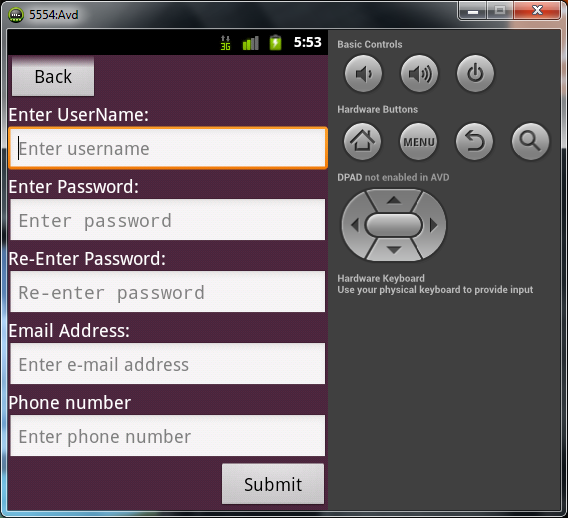 5554:Avd
3G 5:53
Back
Enter UserName:
Enter username
Enter Password:
Enter password
Re-Enter Password:
Re-enter password
Email Address:
Enter e-mail address
Phone number
Enter phone number
Submit
Basic Controls
Hardware Buttons
MENU
DPAD not enabled in AVD
Hardware Keyboard
Use your physical keyboard to provide input